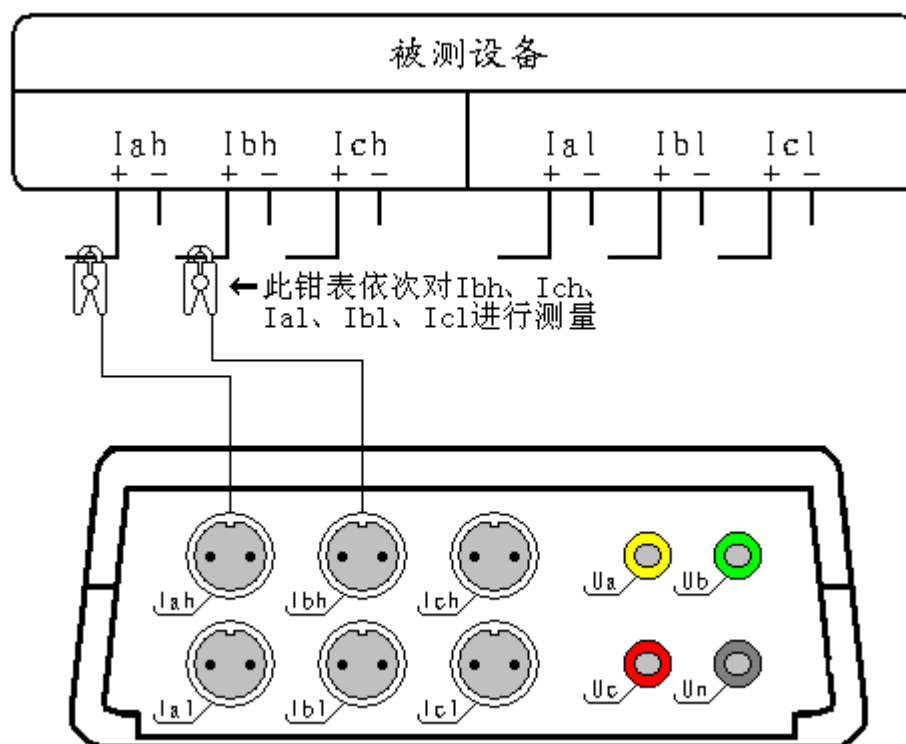 被测设备
Iah Ibh Ich Ial Ibl Icl
+ − + − + − + − + − + −
←此钳表依次对Ibh、Ich、
Ial、Ibl、Icl进行测量
Ua Ub
Iah Ibh Ich
Uc Un
Ial Ibl Icl